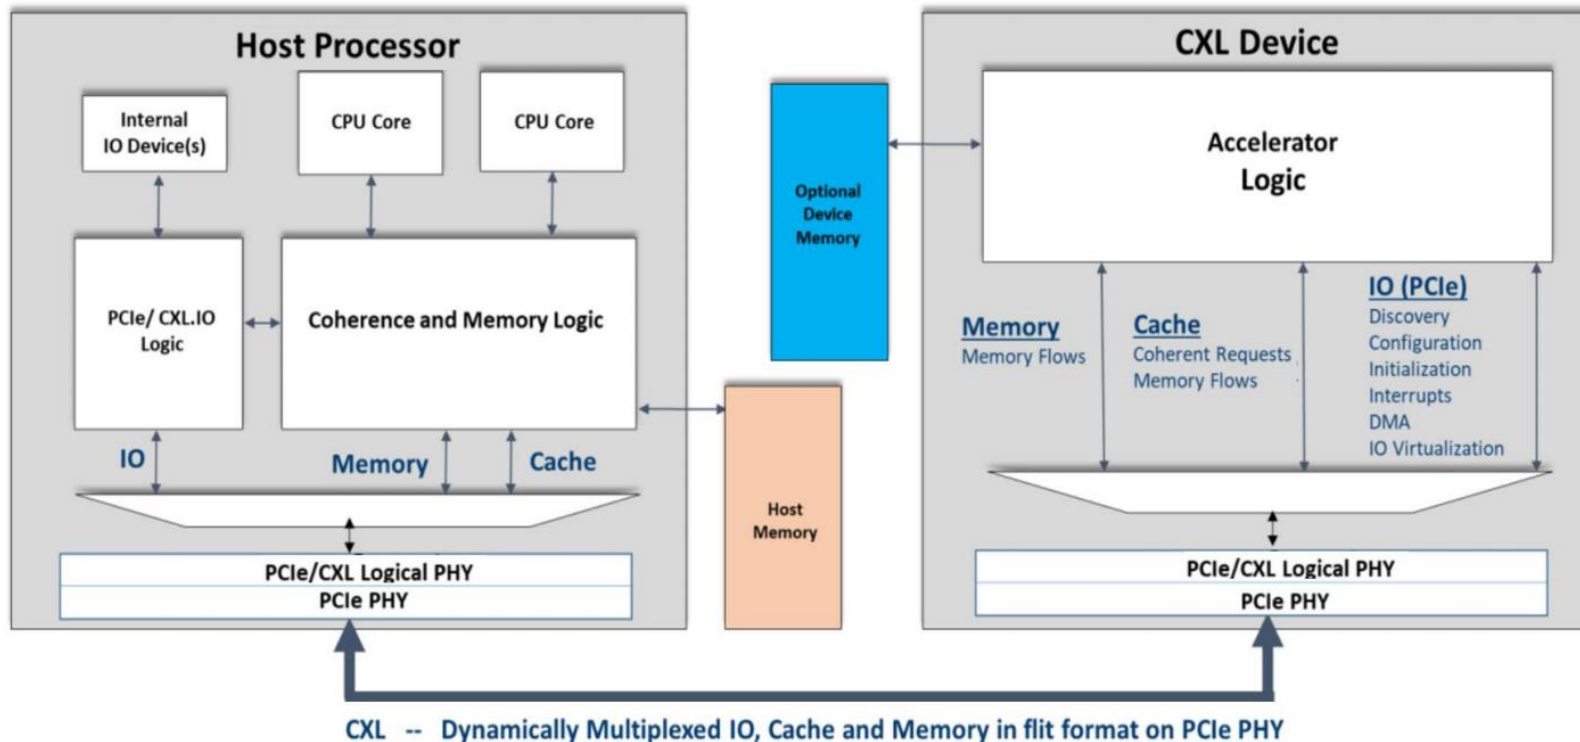 Host Processor
Internal
IO Device(s)
CPU Core
CPU Core
PCIe/ CXL.IO
Logic
Coherence and Memory Logic
IO
Memory
Cache
PCIe/CXL Logical PHY
PCIe PHY
Optional
Device
Memory
Host
Memory
CXL Device
Accelerator
Logic
Memory
Memory Flows
Cache
Coherent Requests
Memory Flows
IO (PCIe)
Discovery
Configuration
Initialization
Interrupts
DMA
IO Virtualization
PCIe/CXL Logical PHY
PCIe PHY
CXL -- Dynamically Multiplexed IO, Cache and Memory in flit format on PCIe PHY